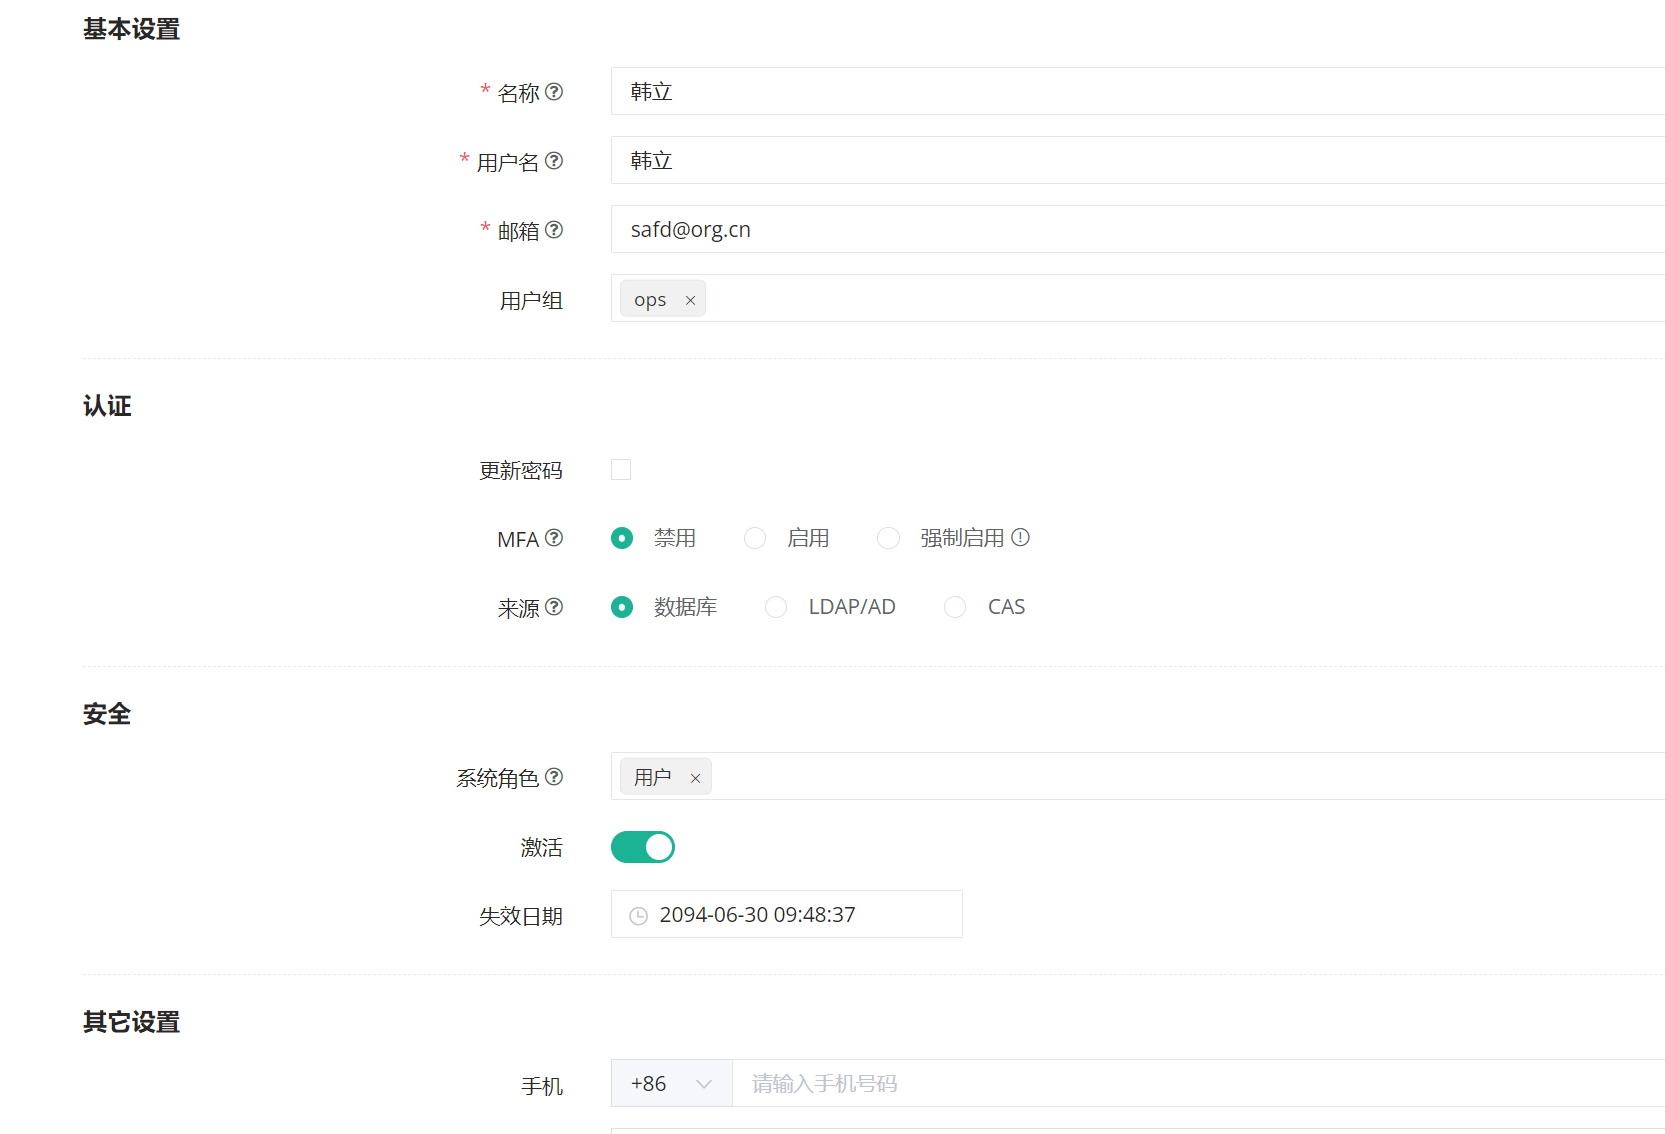 基本设置
* 名称
韩立
* 用户名
韩立
* 邮箱
safd@org.cn
用户组
ops ×
认证
更新密码
MFA 禁用 启用 强制启用
来源 数据库 LDAP/AD CAS
安全
系统角色
用户 ×
激活
失效日期
2094-06-30 09:48:37
其它设置
手机
+86 请输入手机号码